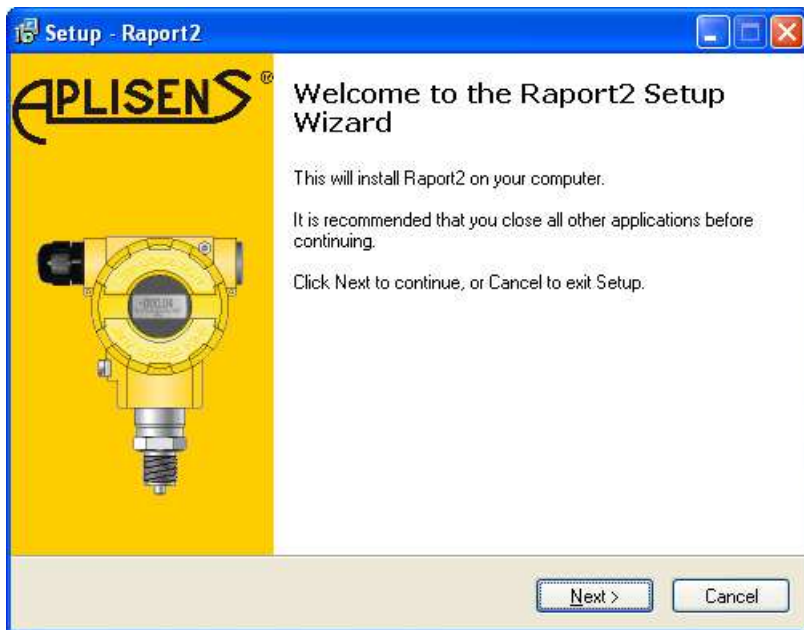 Setup - Raport2
APLISENS®
Welcome to the Raport2 Setup
Wizard
This will install Raport2 on your computer.
It is recommended that you close all other applications before
continuing.
Click Next to continue, or Cancel to exit Setup.
Next >
Cancel